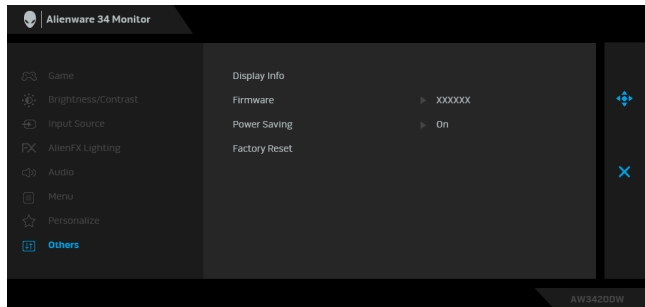 Alienware 34 Monitor
Game
Brightness/Contrast
Input Source
AlienFX Lighting
Audio
Menu
Personalize
Others
Display Info
Firmware XXXXXX
Power Saving On
Factory Reset
AW3420DW